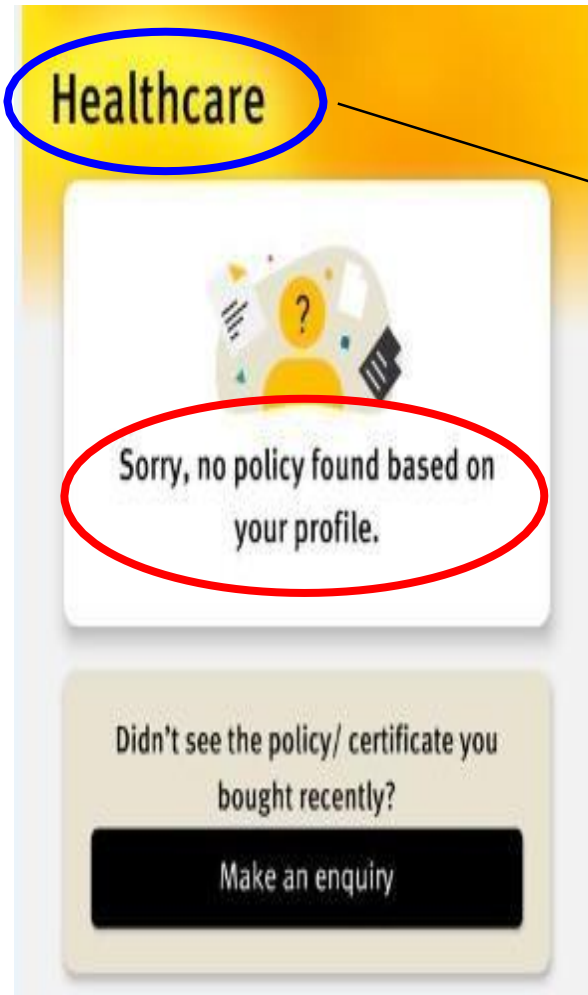 Healthcare
?
Sorry, no policy found based on
your profile.
Didn't see the policy/ certificate you
bought recently?
Make an enquiry